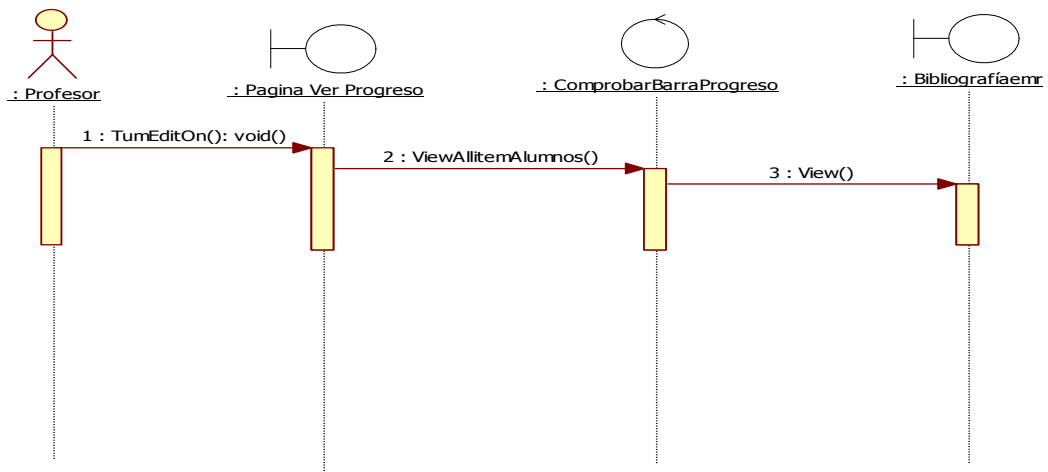 : Profesor
: Pagina Ver Progreso
: ComprobarBarraProgreso
: Bibliografíaemr
1 : TumEditOn(): void()
2 : ViewAllitemAlumnos()
3 : View()